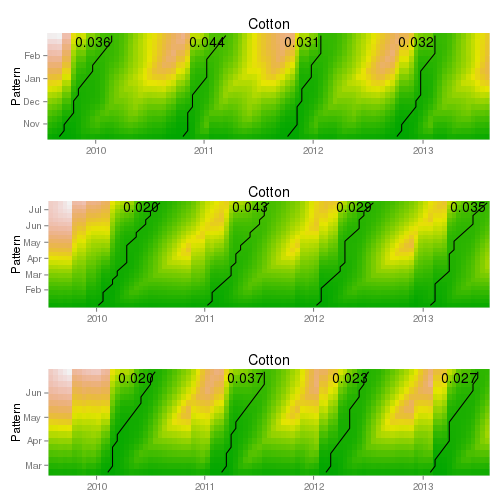 Cotton
0.036 0.044 0.031 0.032
Feb
Jan
Dec
Nov
Pattern
2010 2011 2012 2013
Cotton
0.020 0.043 0.029 0.035
Jul
Jun
May
Apr
Mar
Feb
Pattern
2010 2011 2012 2013
Cotton
0.020 0.037 0.023 0.027
Jun
May
Apr
Mar
Pattern
2010 2011 2012 2013